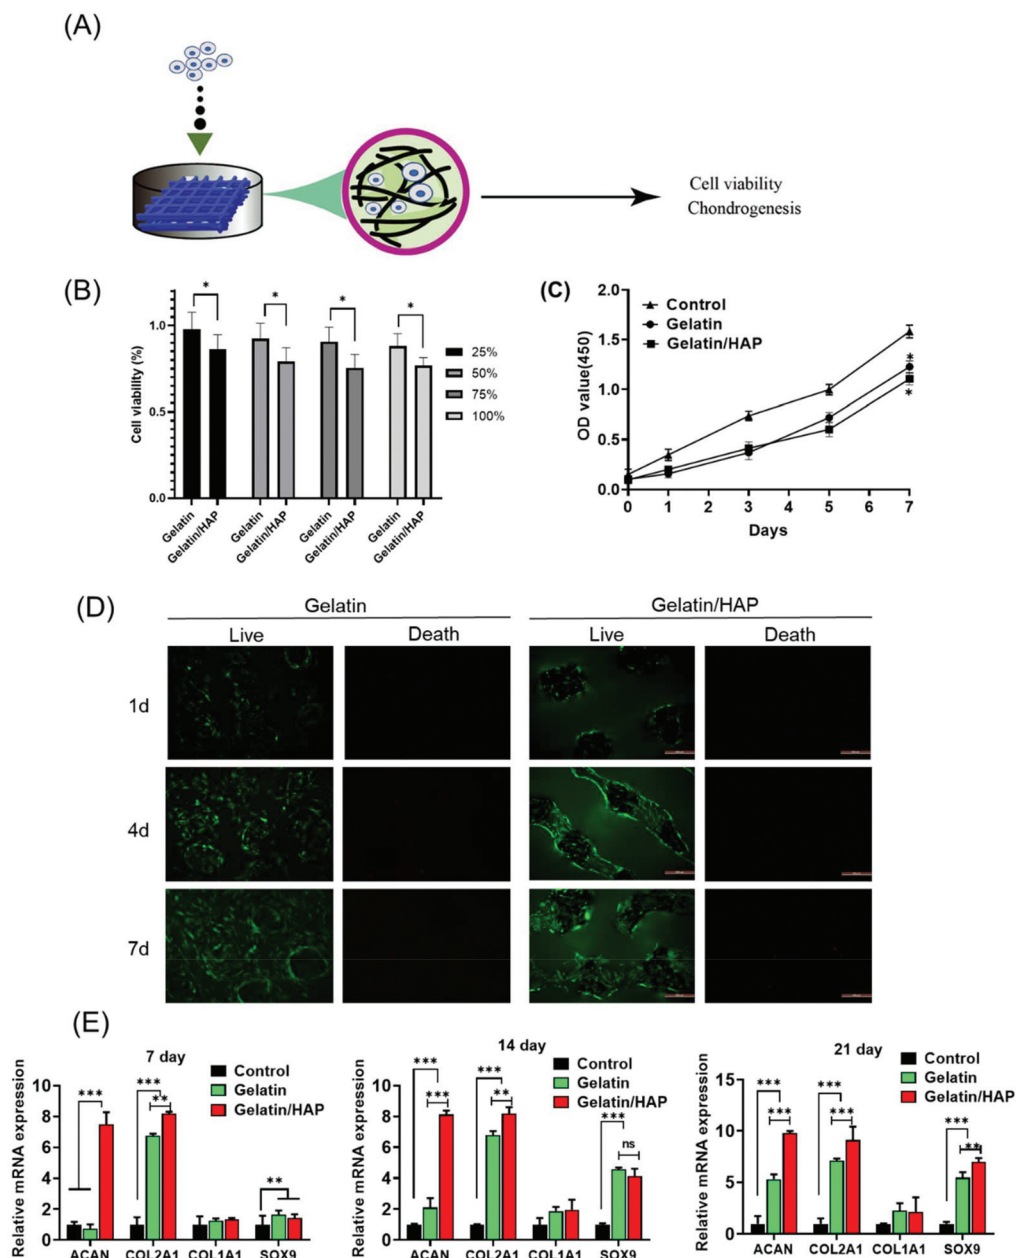 (A)
Cell viability
Chondrogenesis
(B)
Cell viability (%)
1.0
0.5
0.0
* * * *
Gelatin
Gelatin/HAP
Gelatin
Gelatin/HAP
Gelatin
Gelatin/HAP
Gelatin
Gelatin/HAP
25%
50%
75%
100%
(C)
OD value(450)
2.0
1.5
1.0
0.5
0.0
Control
Gelatin
Gelatin/HAP
*
*
0 1 2 3 4 5 6 7
Days
(D)
Gelatin Gelatin/HAP
Live Death Live Death
1d
4d
7d
(E)
7 day
Relative mRNA expression
10
8
6
4
2
0
Control
Gelatin
Gelatin/HAP
*** *** ** **
ACAN COL2A1 COL1A1 SOX9
14 day
Relative mRNA expression
10
8
6
4
2
0
Control
Gelatin
Gelatin/HAP
*** *** *** ** *** ns
ACAN COL2A1 COL1A1 SOX9
21 day
Relative mRNA expression
15
10
5
0
Control
Gelatin
Gelatin/HAP
*** *** *** *** *** **
ACAN COL2A1 COL1A1 SOX9